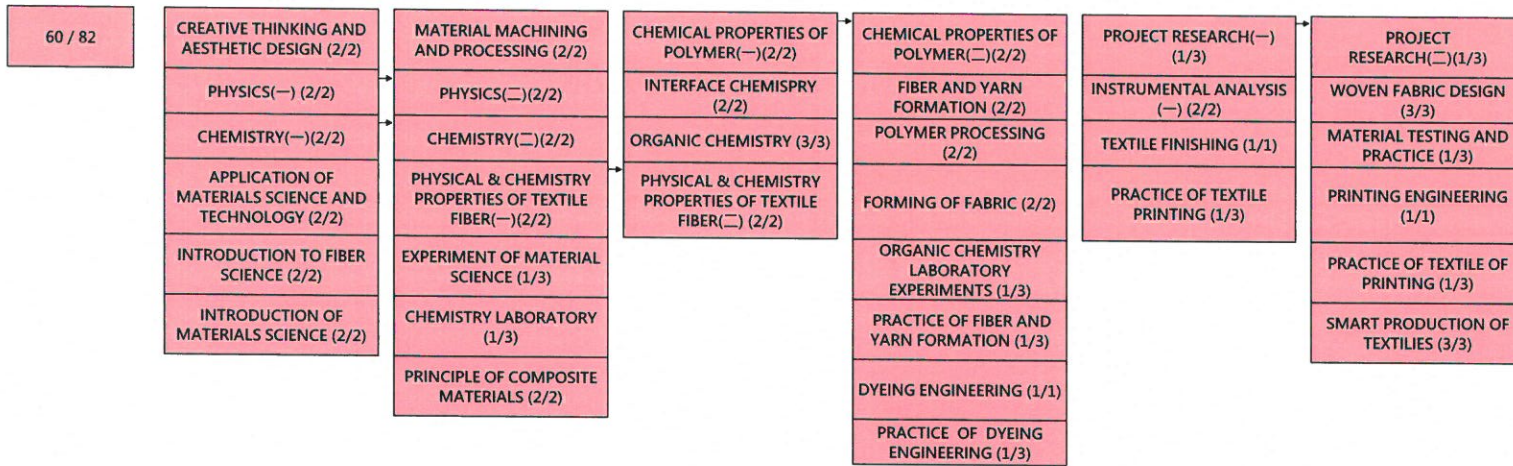 60 / 82
CREATIVE THINKING AND
AESTHETIC DESIGN (2/2)
PHYSICS(一) (2/2)
CHEMISTRY(一)(2/2)
APPLICATION OF
MATERIALS SCIENCE AND
TECHNOLOGY (2/2)
INTRODUCTION TO FIBER
SCIENCE (2/2)
INTRODUCTION OF
MATERIALS SCIENCE (2/2)
MATERIAL MACHINING
AND PROCESSING (2/2)
PHYSICS(二)(2/2)
CHEMISTRY(二)(2/2)
PHYSICAL & CHEMISTRY
PROPERTIES OF TEXTILE
FIBER(一)(2/2)
EXPERIMENT OF MATERIAL
SCIENCE (1/3)
CHEMISTRY LABORATORY
(1/3)
PRINCIPLE OF COMPOSITE
MATERIALS (2/2)
CHEMICAL PROPERTIES OF
POLYMER(一)(2/2)
INTERFACE CHEMISPRY
(2/2)
ORGANIC CHEMISTRY (3/3)
PHYSICAL & CHEMISTRY
PROPERTIES OF TEXTILE
FIBER(二) (2/2)
CHEMICAL PROPERTIES OF
POLYMER(二)(2/2)
FIBER AND YARN
FORMATION (2/2)
POLYMER PROCESSING
(2/2)
FORMING OF FABRIC (2/2)
ORGANIC CHEMISTRY
LABORATORY
EXPERIMENTS (1/3)
PRACTICE OF FIBER AND
YARN FORMATION (1/3)
DYEING ENGINEERING (1/1)
PRACTICE OF DYEING
ENGINEERING (1/3)
PROJECT RESEARCH(一)
(1/3)
INSTRUMENTAL ANALYSIS
(一) (2/2)
TEXTILE FINISHING (1/1)
PRACTICE OF TEXTILE
PRINTING (1/3)
PROJECT
RESEARCH(二)(1/3)
WOVEN FABRIC DESIGN
(3/3)
MATERIAL TESTING AND
PRACTICE (1/3)
PRINTING ENGINEERING
(1/1)
PRACTICE OF TEXTILE OF
PRINTING (1/3)
SMART PRODUCTION OF
TEXTILIES (3/3)